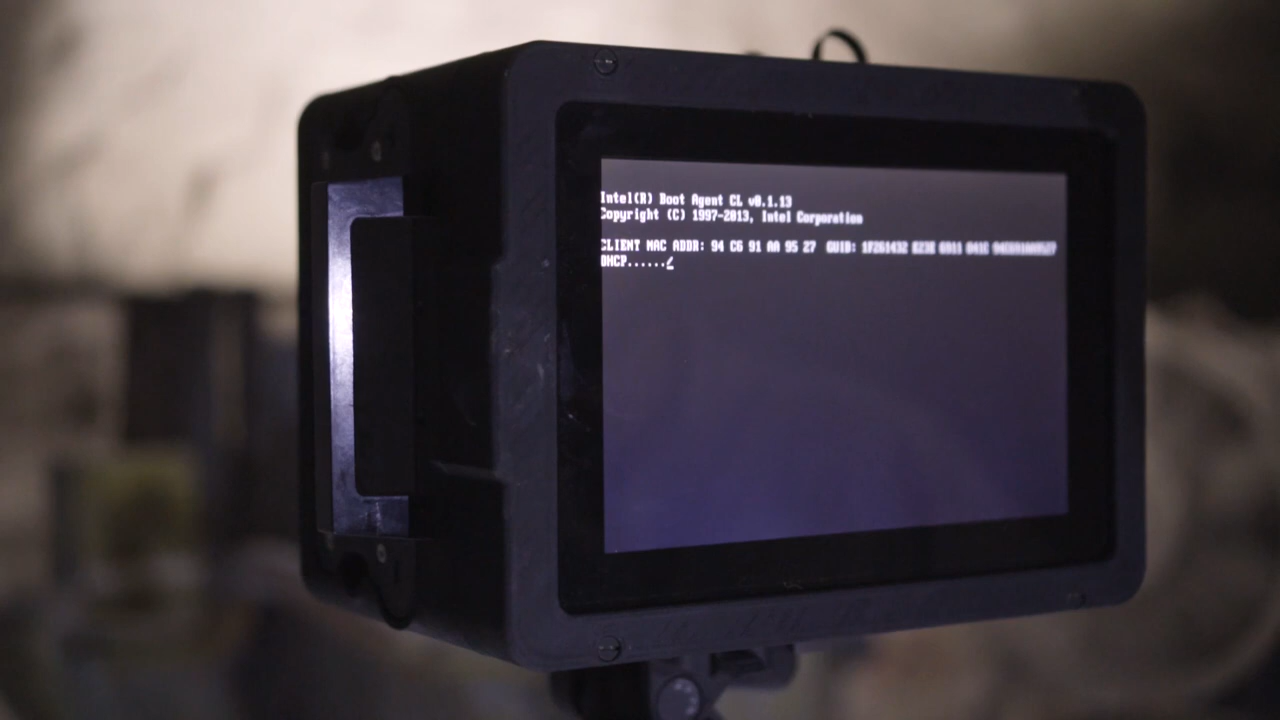 Intel(R) Boot Agent CL v0.1.13
Copyright (C) 1997-2013, Intel Corporation
CLIENT MAC ADDR: 94 C6 91 AA 95 27 GUID:
DHCP....../